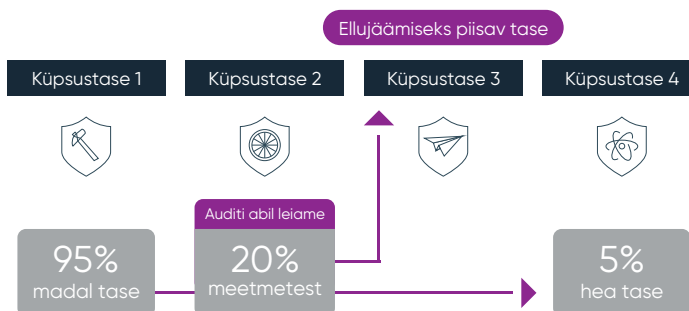 Ellujäämiseks piisav tase
Küpsustase 1
Küpsustase 2
Küpsustase 3
Küpsustase 4
Auditi abil leiame
95%
madal tase
20%
meetmetest
5%
hea tase